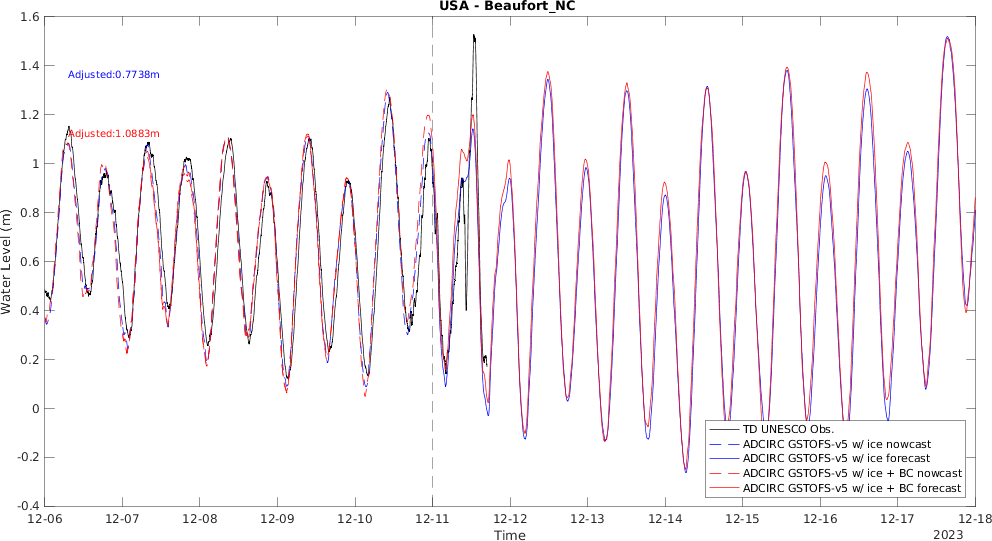 USA - Beaufort_NC
1.6
1.4
1.2
1
0.8
0.6
0.4
0.2
0
-0.2
-0.4
Water Level (m)
Adjusted:0.7738m
Adjusted:1.0883m
TD UNESCO Obs.
ADCIRC GSTOFS-v5 w/ ice nowcast
ADCIRC GSTOFS-v5 w/ ice forecast
ADCIRC GSTOFS-v5 w/ ice + BC nowcast
ADCIRC GSTOFS-v5 w/ ice + BC forecast
12-06 12-07 12-08 12-09 12-10 12-11 12-12 12-13 12-14 12-15 12-16 12-17 12-18
Time
2023